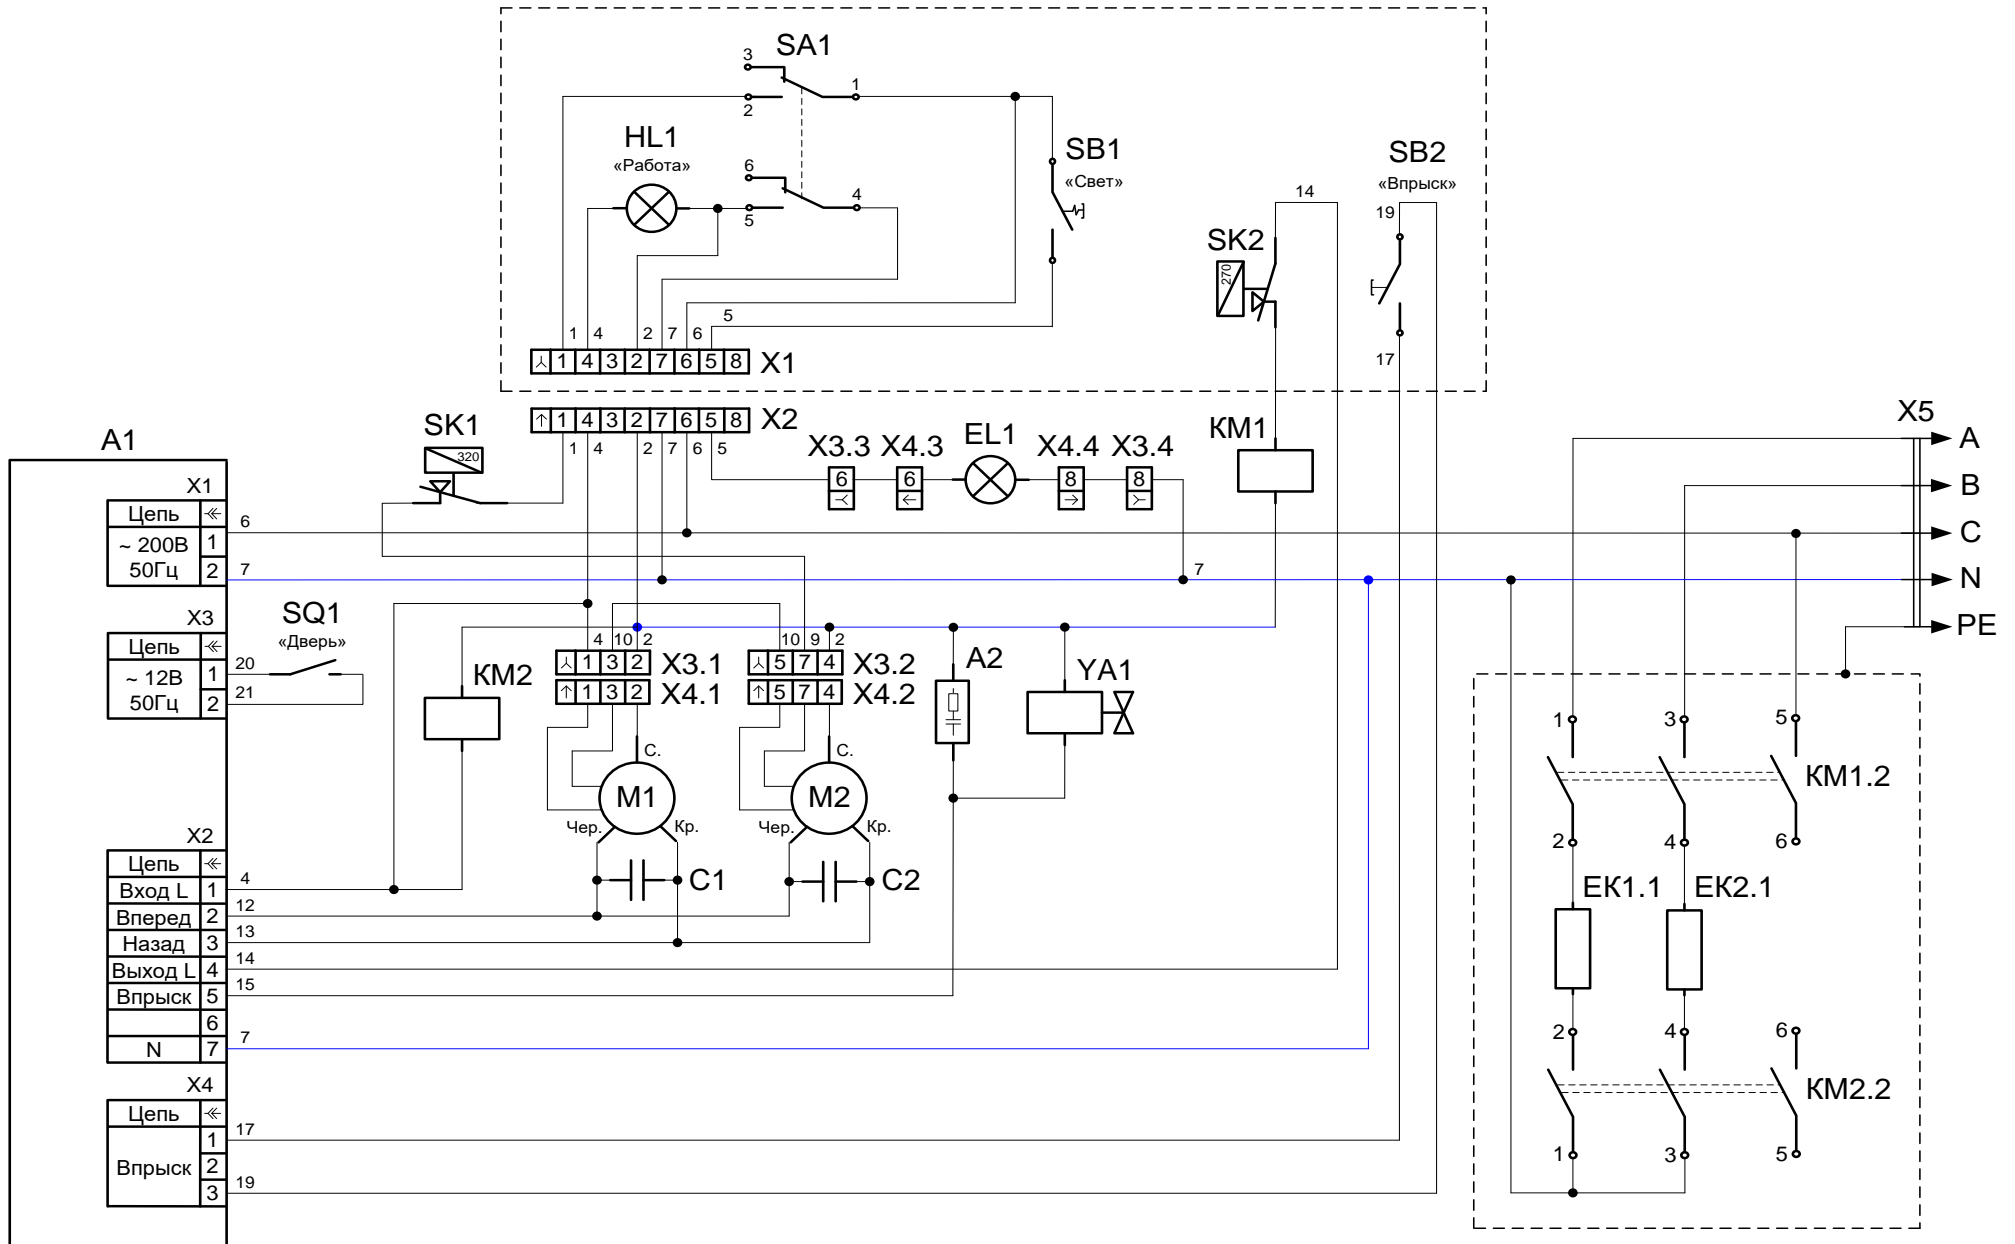 SA1
3
1
2
HL1
«Работа»
6
4
5
SB1
«Свет»
SB2
«Впрыск»
14
19
SK2
270
17
5
1 4 2 7 6
1 4 3 2 7 6 5 8 X1
1 4 3 2 7 6 5 8 X2
1 4 2 7 6 5
SK1
320
X3.3
6
X4.3
6
EL1
X4.4
8
X3.4
8
КМ1
X5
A
B
C
N
PE
A1
X1
Цепь
~ 200В
50Гц
1
2
6
7
7
X3
Цепь
~ 12В
50Гц
1
2
20
21
SQ1
«Дверь»
КМ2
4 10 2
1 3 2 X3.1
1 3 2 X4.1
10 9 2
5 7 4 X3.2
5 7 4 X4.2
A2
YA1
С.
М1
Чер.
Кр.
C1
С.
М2
Чер.
Кр.
C2
X2
Цепь
Вход L 1 4
Вперед 2 12
Назад 3 13
Выход L 4 14
Впрыск 5 15
6
N 7 7
X4
Цепь
Впрыск
1 17
2
3 19
1 3 5
КМ1.2
2 4 6
ЕК1.1 ЕК2.1
2 4 6
КМ2.2
1 3 5